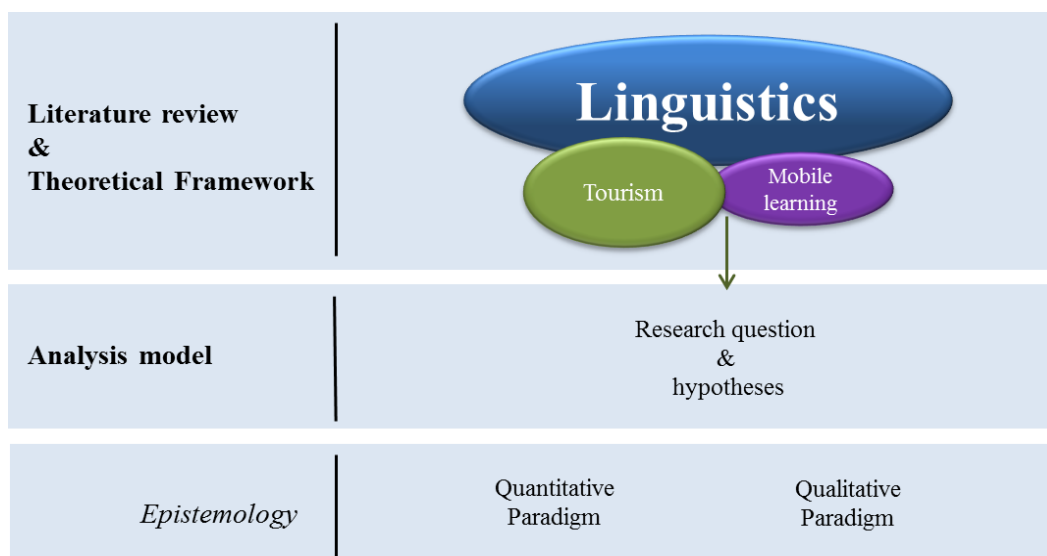 Literature review
&
Theoretical Framework
Linguistics
Tourism
Mobile
learning
Analysis model
Research question
&
hypotheses
Epistemology
Quantitative
Paradigm
Qualitative
Paradigm